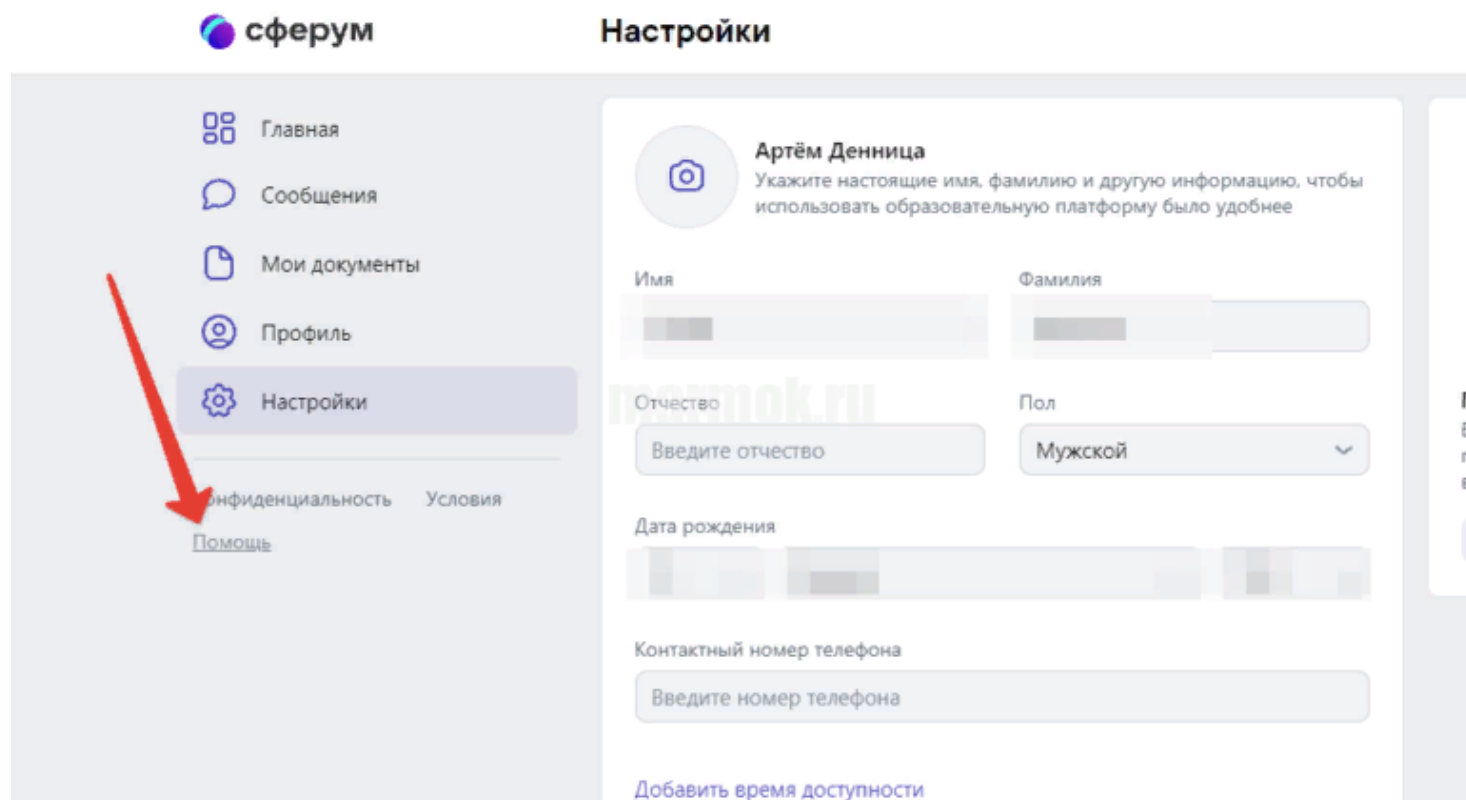 сферум
Настройки
Главная
Сообщения
Мои документы
Профиль
Настройки
Условия
Помощь
Артём Денница
Укажите настоящие имя, фамилию и другую информацию, чтобы
использовать образовательную платформу было удобнее
Имя
Фамилия
Отчество
Пол
Введите отчество
Мужской
Дата рождения
Контактный номер телефона
Введите номер телефона
Добавить время доступности